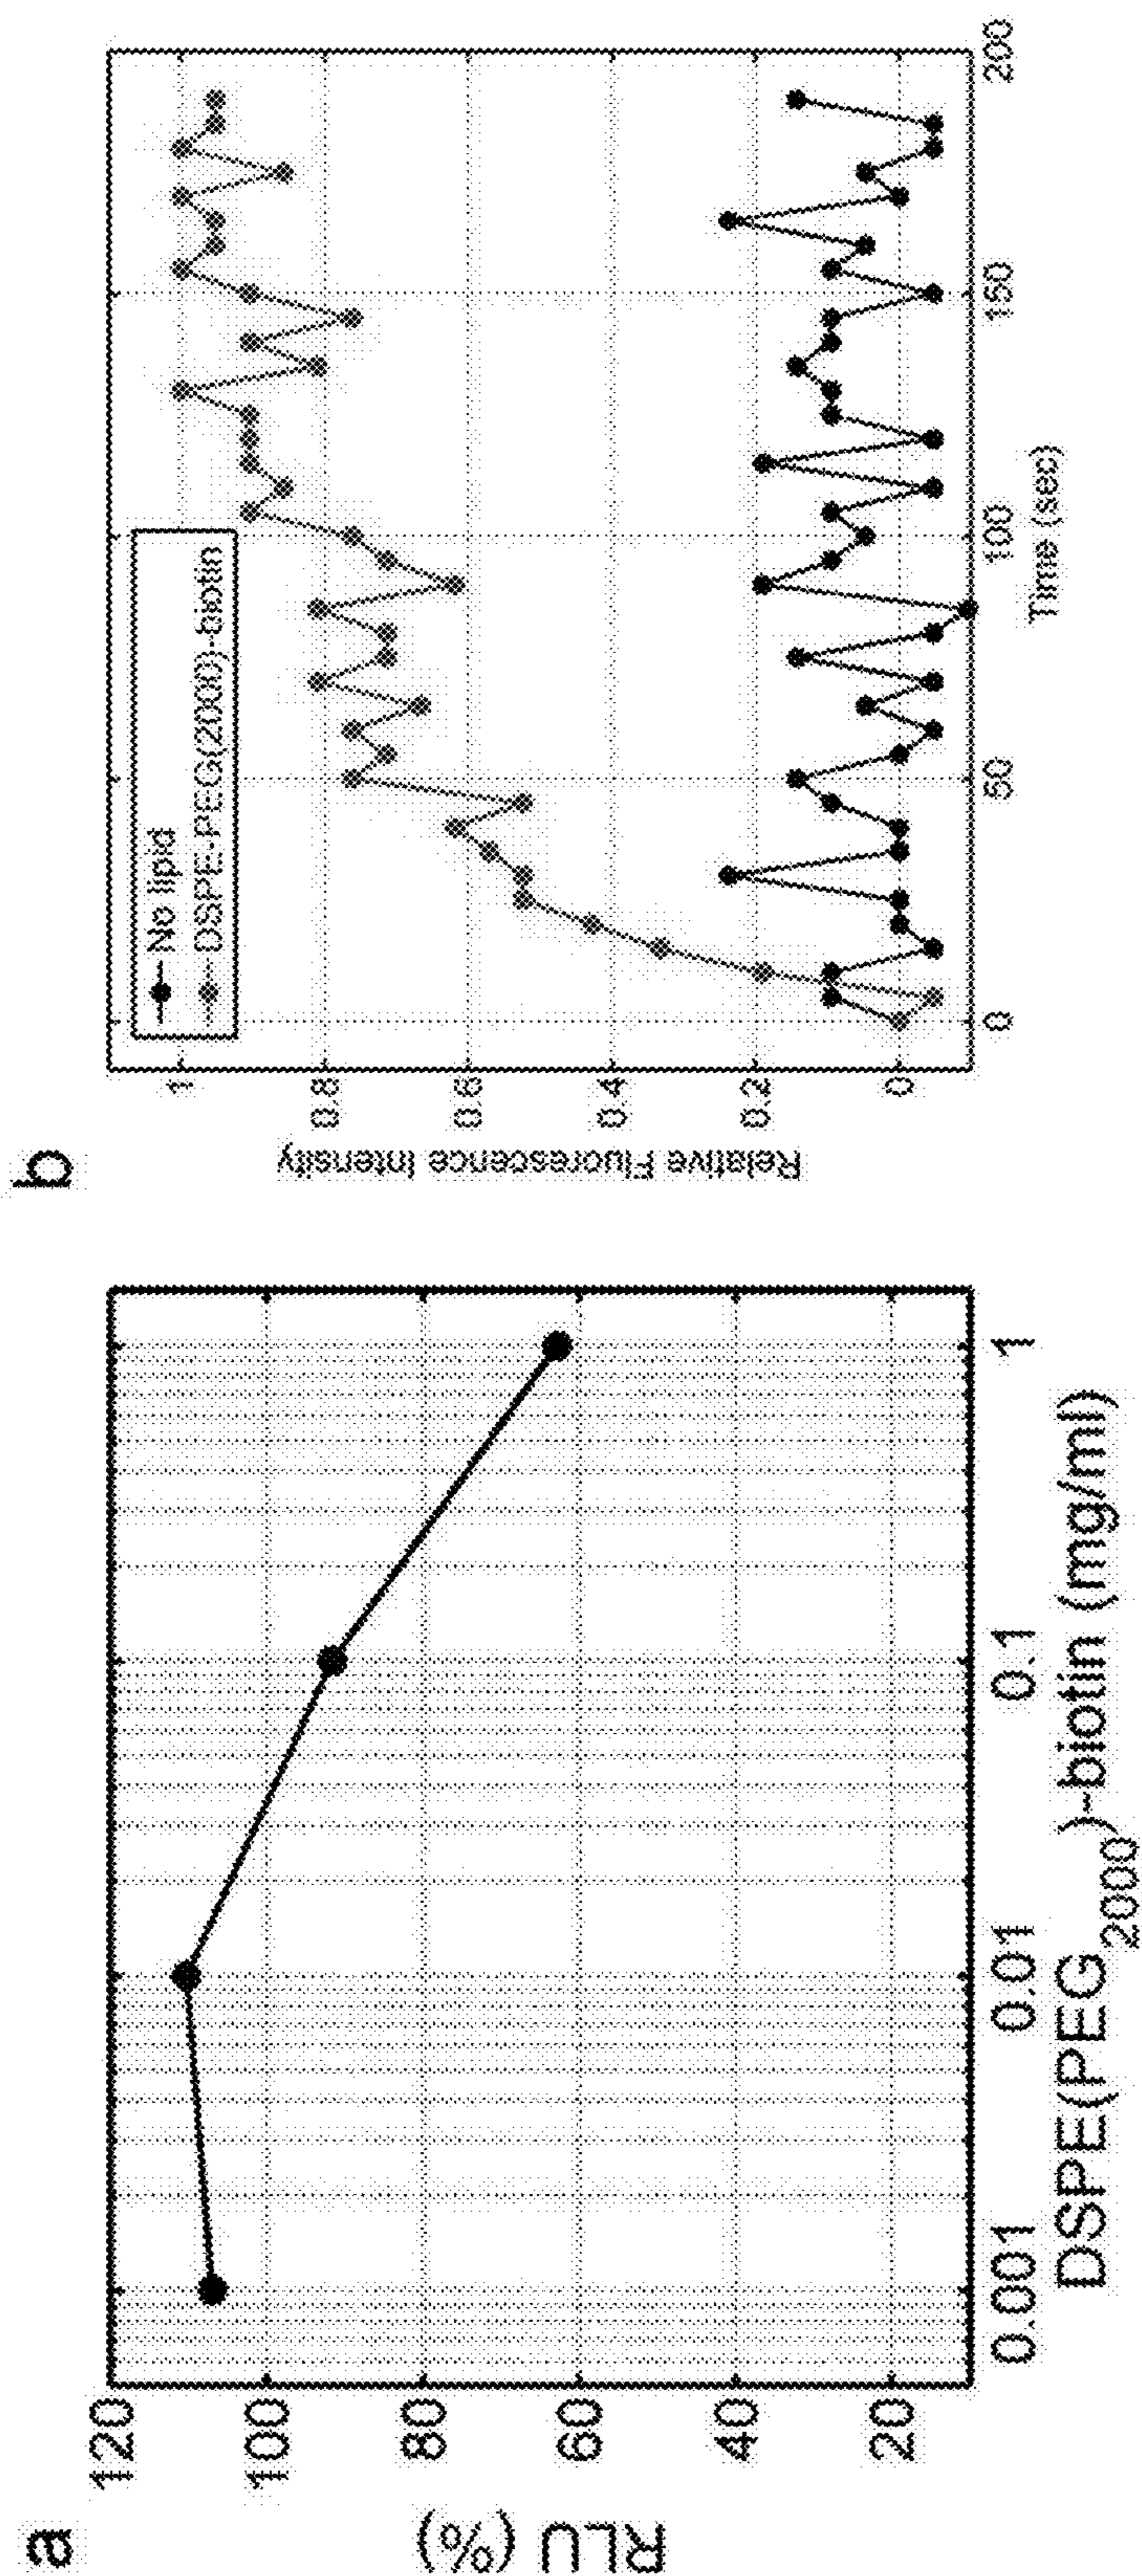 a
RLU (%)
120
100
80
60
40
20
0.001
0.01
0.1
1
DSPE(PEG2000)-biotin (mg/ml)
b
Relative Fluorescence Intensity
1
0.8
0.6
0.4
0.2
0
No lipid
DSPE-PEG(2000)-biotin
0
50
100
150
200
Time (sec)